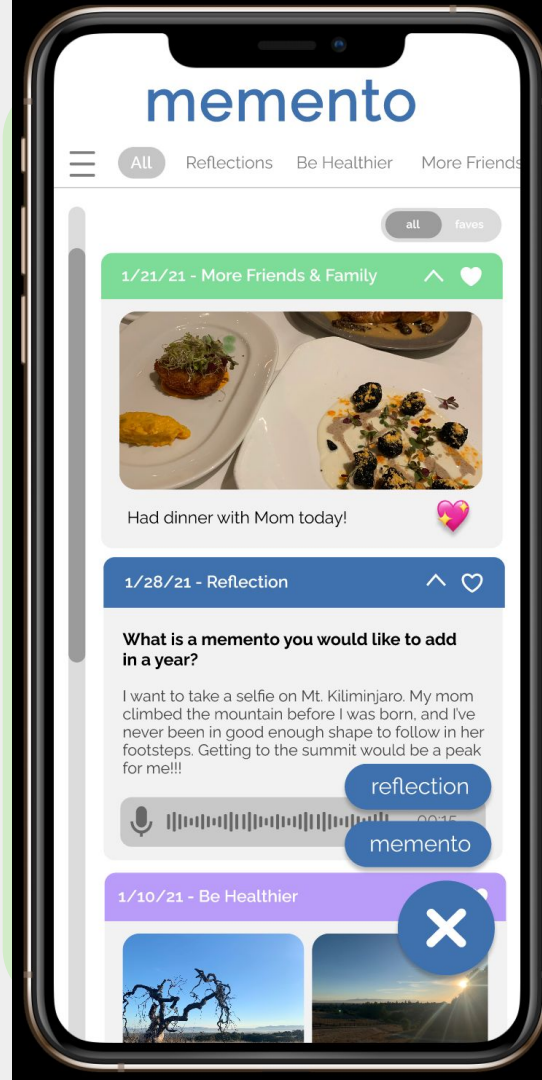 memento
All Reflections Be Healthier More Friends
all faves
1/21/21 - More Friends & Family
Had dinner with Mom today!
1/28/21 - Reflection
What is a memento you would like to add
in a year?
I want to take a selfie on Mt. Kiliminjaro. My mom
climbed the mountain before I was born, and I've
never been in good enough shape to follow in her
footsteps. Getting to the summit would be a peak
for me!!!
reflection
00:15
memento
1/10/21 - Be Healthier